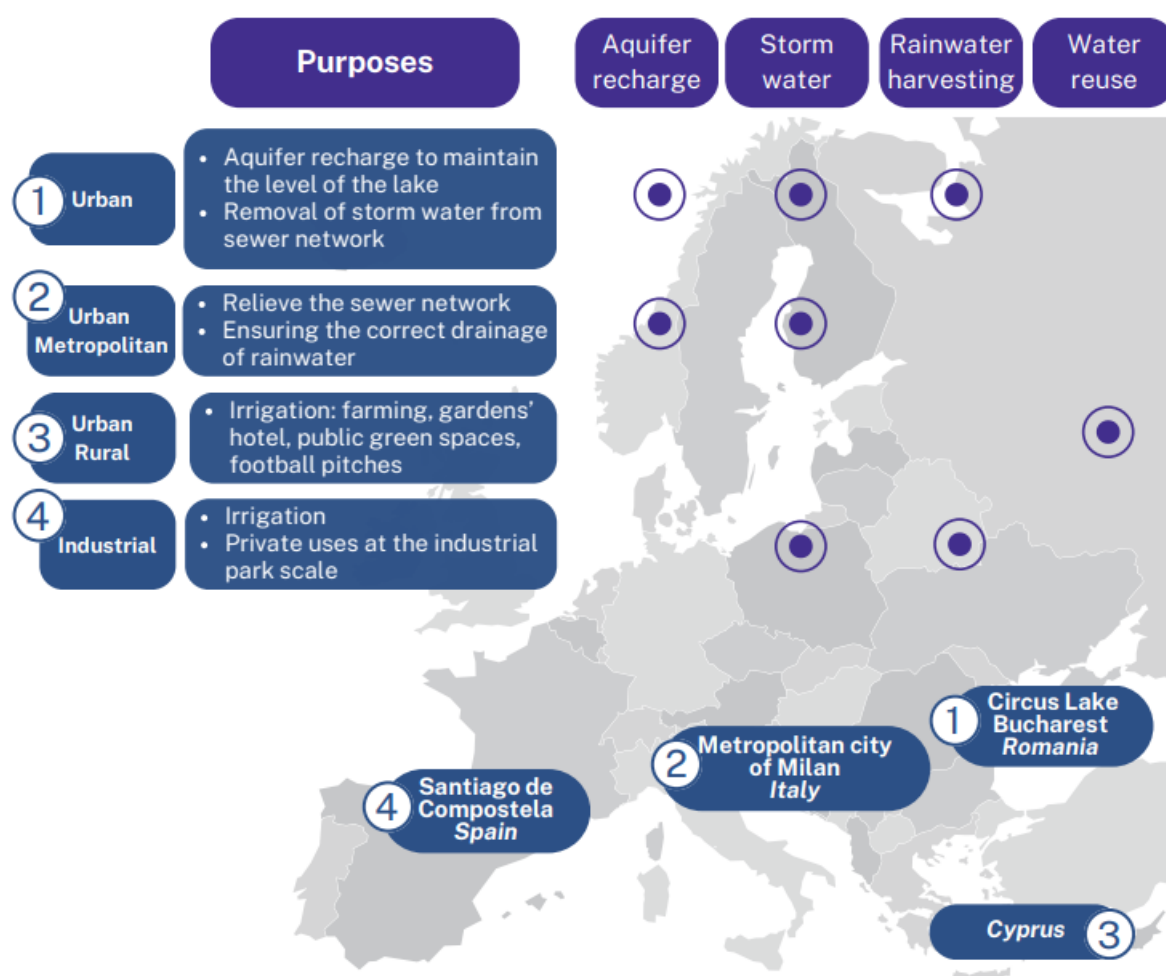 Purposes
Aquifer
recharge
Storm
water
Rainwater
harvesting
Water
reuse
1
Urban
• Aquifer recharge to maintain
the level of the lake
• Removal of storm water from
sewer network
2
Urban
Metropolitan
• Relieve the sewer network
• Ensuring the correct drainage
of rainwater
3
Urban
Rural
• Irrigation: farming, gardens’
hotel, public green spaces,
football pitches
4
Industrial
• Irrigation
• Private uses at the industrial
park scale
1
Circus Lake
Bucharest
Romania
2
Metropolitan city
of Milan
Italy
4
Santiago de
Compostela
Spain
Cyprus
3